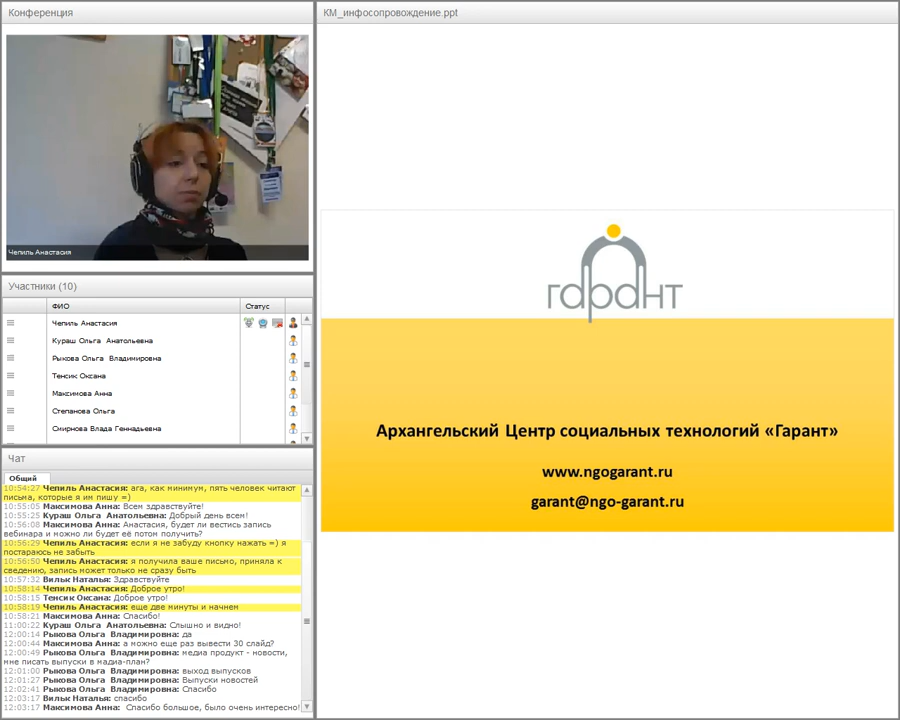 Конференция
Чепиль Анастасия
Участники (10)
ФИО
Статус
Чепиль Анастасия
Кураш Ольга Анатольевна
Рыкова Ольга Владимировна
Тенсик Оксана
Максимова Анна
Степанова Ольга
Смирнова Влада Геннадьевна
Чат
Общий
10:54:27 Чепиль Анастасия: ага, как минимум, пять человек читают
письма, которые я им пишу =)
10:55:05 Максимова Анна: Всем здравствуйте!
10:55:25 Кураш Ольга Анатольевна: Добрый день всем!
10:56:08 Максимова Анна: Анастасия, будет ли вестись запись
вебинара и можно ли будет её потом получить?
10:56:29 Чепиль Анастасия: если я не забуду кнопку нажать =) я
постараюсь не забыть
10:56:50 Чепиль Анастасия: я получила ваше письмо, приняла к
сведению, запись может только не сразу быть
10:57:32 Вильк Наталья: Здравствуйте
10:58:14 Чепиль Анастасия: Доброе утро!
10:58:15 Тенсик Оксана: Доброе утро!
10:58:19 Чепиль Анастасия: еще две минуты и начнем
10:58:21 Максимова Анна: Спасибо!
11:00:22 Кураш Ольга Анатольевна: Слышно и видно!
12:00:14 Рыкова Ольга Владимировна: да
12:00:44 Максимова Анна: а можно еще раз вывести 30 слайд?
12:00:49 Рыкова Ольга Владимировна: медиа продукт - новости,
мне писать выпуски в мадиа-план?
12:01:00 Рыкова Ольга Владимировна: выход выпусков
12:01:27 Рыкова Ольга Владимировна: Выпуски новостей
12:02:41 Рыкова Ольга Владимировна: Спасибо
12:03:17 Вильк Наталья: спасибо
12:03:17 Максимова Анна: Спасибо большое, было очень интересно!
КМ_инфосопровождение.ppt
гарант
Архангельский Центр социальных технологий «Гарант»
www.ngogarant.ru
garant@ngo-garant.ru